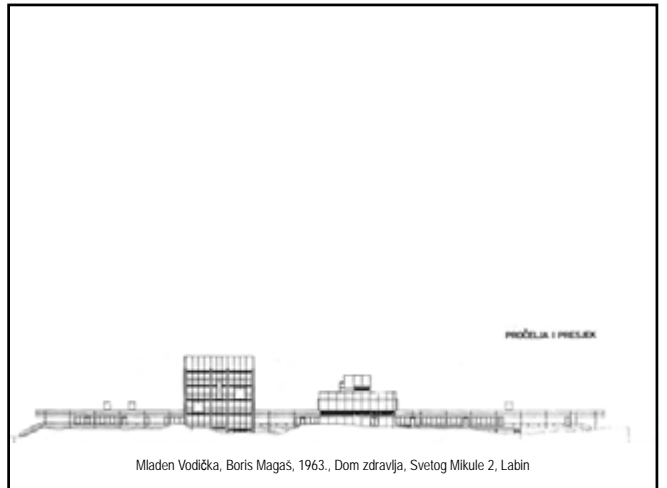 PROČELJA I PRESJEK
Mladen Vodička, Boris Magaš, 1963., Dom zdravlja, Svetog Mikule 2, Labin